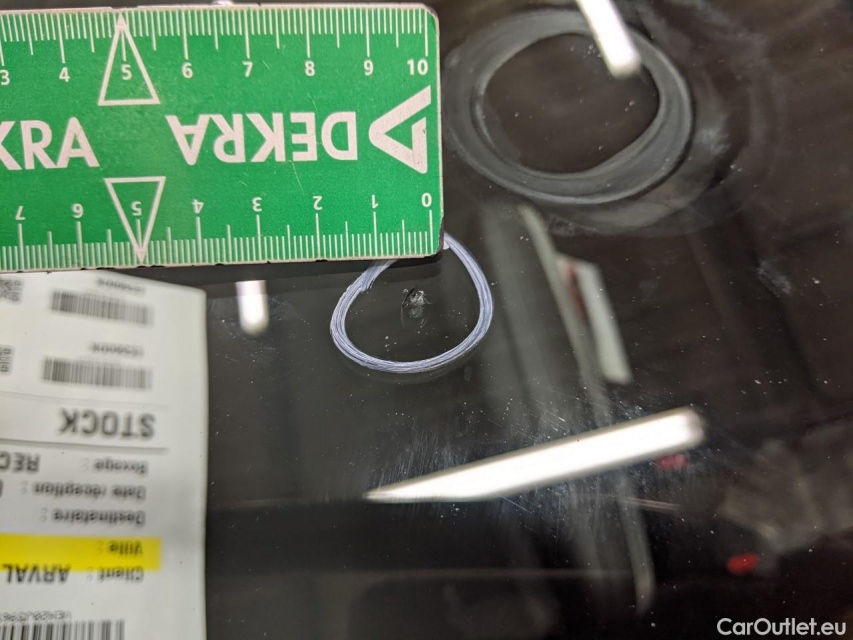 3 4 5 6 7 8 9 10
KRA DEKRA
7 6 5 4 3 2 1 0
STOCK
REC
Date réception :
Destinataire :
Ville :
Client : ARVAL
CarOutlet.eu